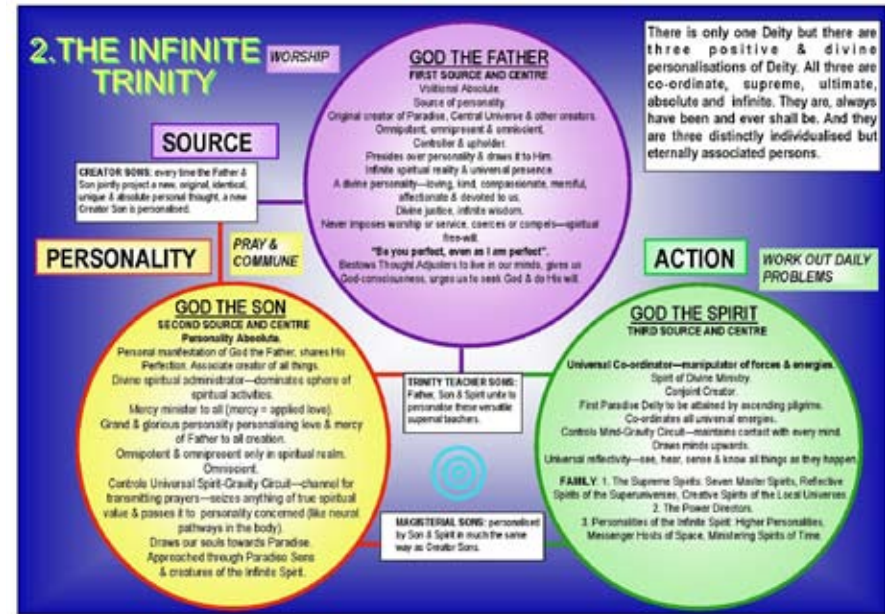 2.THE INFINITE
TRINITY
WORSHIP
GOD THE FATHER
FIRST SOURCE AND CENTRE
Volitional Absolute.
Source of personality.
Original creator of Paradise, Central Universe & other creators.
Omnipotent, omnipresent & omniscient.
Controller & upholder.
Presides over personality & draws it to Him.
Infinite spiritual reality & universal presence.
A divine personality—loving, kind, compassionate, merciful,
affectionate & devoted to us.
Divine justice, infinite wisdom.
Never imposes worship or service, coerces or compels—spiritual
free-will.
"Be you perfect, even as I am perfect".
Bestows Thought Adjusters to live in our minds, gives us
God-consciousness, urges us to seek God & do His will.
There is only one Deity but there are
three positive & divine
personalisations of Deity. All three are
co-ordinate, supreme, ultimate,
absolute and infinite. They are, always
have been and ever shall be. And they
are three distinctly individualised but
eternally associated persons.
SOURCE
CREATOR SONS: every time the Father &
Son jointly project a new, original, identical,
unique & absolute personal thought, a new
Creator Son is personalised.
PERSONALITY
PRAY &
COMMUNE
ACTION
WORK OUT DAILY
PROBLEMS
GOD THE SON
SECOND SOURCE AND CENTRE
Personality Absolute.
Personal manifestation of God the Father, shares His
Perfection. Associate creator of all things.
Divine spiritual administrator—dominates sphere of
spiritual activities.
Mercy minister to all (mercy = applied love).
Grand & glorious personality personalising love & mercy
of Father to all creation.
Omnipotent & omnipresent only in spiritual realm.
Omniscient.
Controls Universal Spirit-Gravity Circuit—channel for
transmitting prayers—seizes anything of true spiritual
value & passes it to personality concerned (like neural
pathways in the body).
Draws our souls towards Paradise.
Approached through Paradise Sons
& creatures of the Infinite Spirit.
TRINITY TEACHER SONS:
Father, Son & Spirit unite to
personalise these versatile
supernal teachers.
MAGISTERIAL SONS: personalised
by Son & Spirit in much the same
way as Creator Sons.
GOD THE SPIRIT
THIRD SOURCE AND CENTRE
Universal Co-ordinator—manipulator of forces & energies.
Spirit of Divine Ministry.
Conjoint Creator.
First Paradise Deity to be attained by ascending pilgrims.
Co-ordinates all universal energies.
Controls Mind-Gravity Circuit—maintains contact with every mind.
Draws minds upwards.
Universal reflectivity—see, hear, sense & know all things as they happen.
FAMILY: 1. The Supreme Spirits: Seven Master Spirits, Reflective
Spirits of the Superuniverses, Creative Spirits of the Local Universes.
2. The Power Directors.
3. Personalities of the Infinite Spirit: Higher Personalities,
Messenger Hosts of Space, Ministering Spirits of Time.